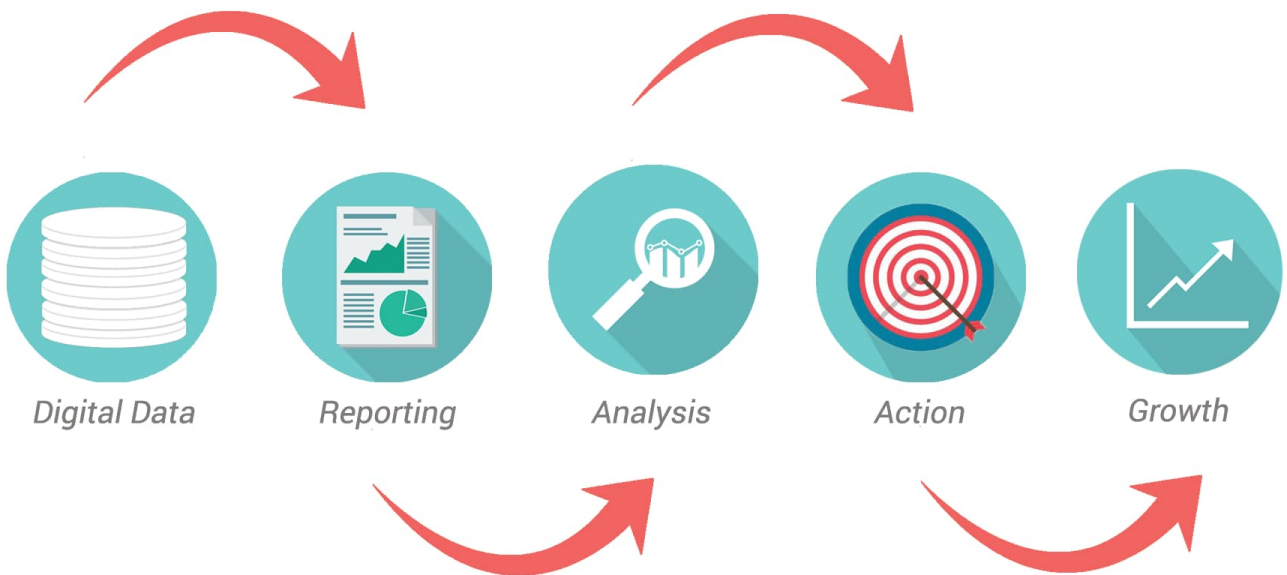 Digital Data
Reporting
Analysis
Action
Growth